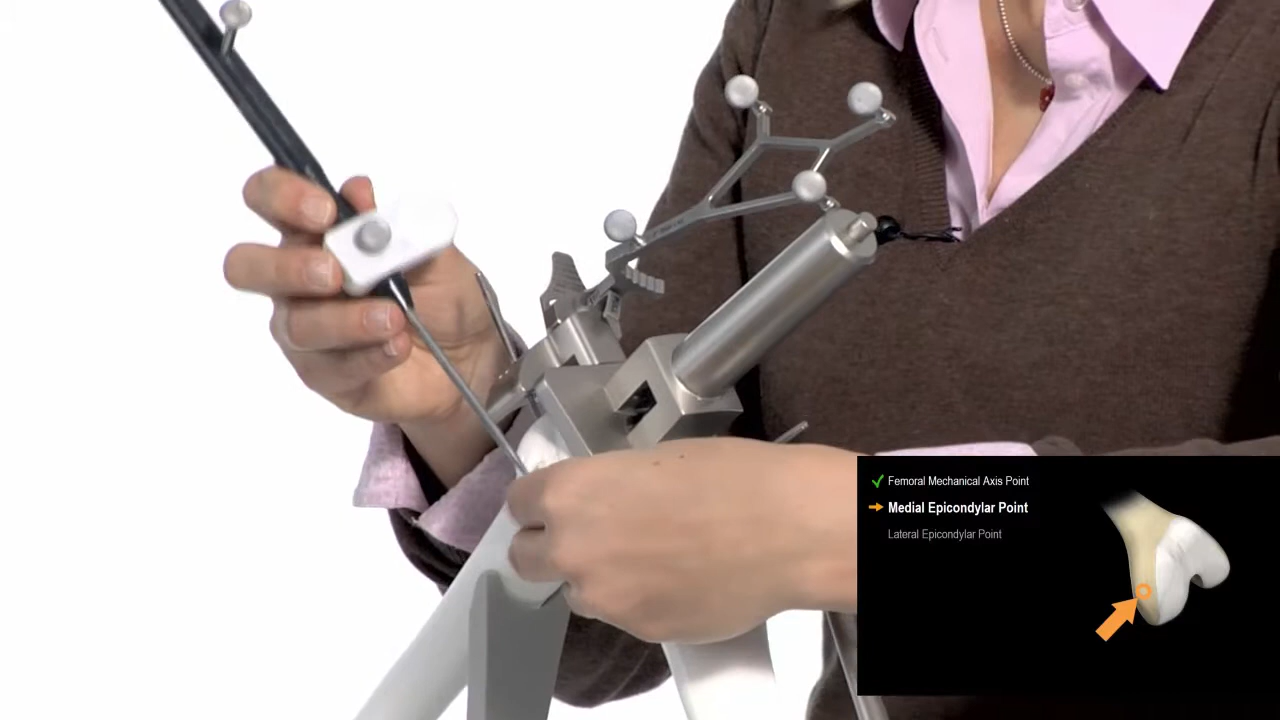 Femoral Mechanical Axis Point
Medial Epicondylar Point
Lateral Epicondylar Point